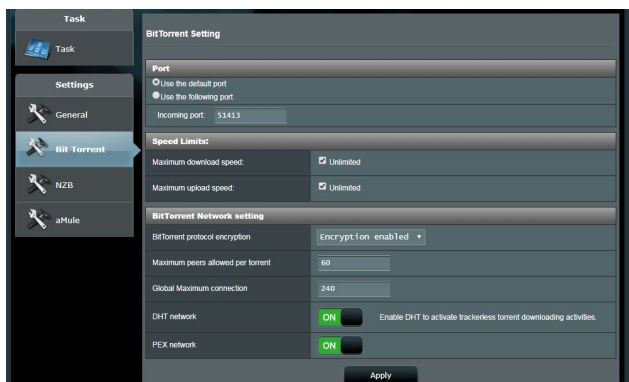 Task
Task
Settings
General
Bit Torrent
NZB
aMule
BitTorrent Setting
Port
Use the default port
Use the following port
Incoming port: 51413
Speed Limits:
Maximum download speed: Unlimited
Maximum upload speed: Unlimited
BitTorrent Network setting
BitTorrent protocol encryption Encryption enabled
Maximum peers allowed per torrent 60
Global Maximum connection 240
DHT network ON Enable DHT to activate trackerless torrent downloading activities.
PEX network ON
Apply